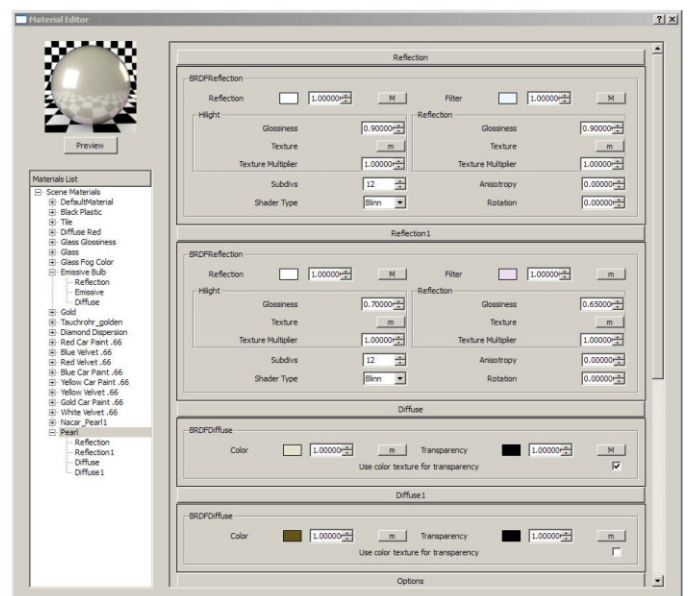 Material Editor
Preview
Materials List
Scene Materials
DefaultMaterial
Black Plastic
Tile
Diffuse Red
Glass Glossiness
Glass
Glass Fog Color
Emissive Bulb
Reflection
Emissive
Diffuse
Gold
Tauchrohr_golden
Diamond Dispersion
Red Car Paint .66
Blue Velvet .66
Red Velvet .66
Blue Car Paint .66
Yellow Car Paint .66
Yellow Velvet .66
Gold Car Paint .66
White Velvet .66
Nacar_Pearl1
Pearl
Reflection
Reflection1
Diffuse
Diffuse1
Reflection
BRDFReflection
Reflection 1.00000 M Filter 1.00000 M
Hilight Reflection
Glossiness 0.90000 Glossiness 0.90000
Texture m Texture m
Texture Multiplier 1.00000 Texture Multiplier 1.00000
Subdivs 12 Anisotropy 0.00000
Shader Type Blinn Rotation 0.00000
Reflection1
BRDFReflection
Reflection 1.00000 M Filter 1.00000 m
Hilight Reflection
Glossiness 0.70000 Glossiness 0.65000
Texture m Texture m
Texture Multiplier 1.00000 Texture Multiplier 1.00000
Subdivs 12 Anisotropy 0.00000
Shader Type Blinn Rotation 0.00000
Diffuse
BRDFDiffuse
Color 1.00000 m Transparency 1.00000 M
Use color texture for transparency
Diffuse1
BRDFDiffuse
Color 1.00000 m Transparency 1.00000 m
Use color texture for transparency
Options